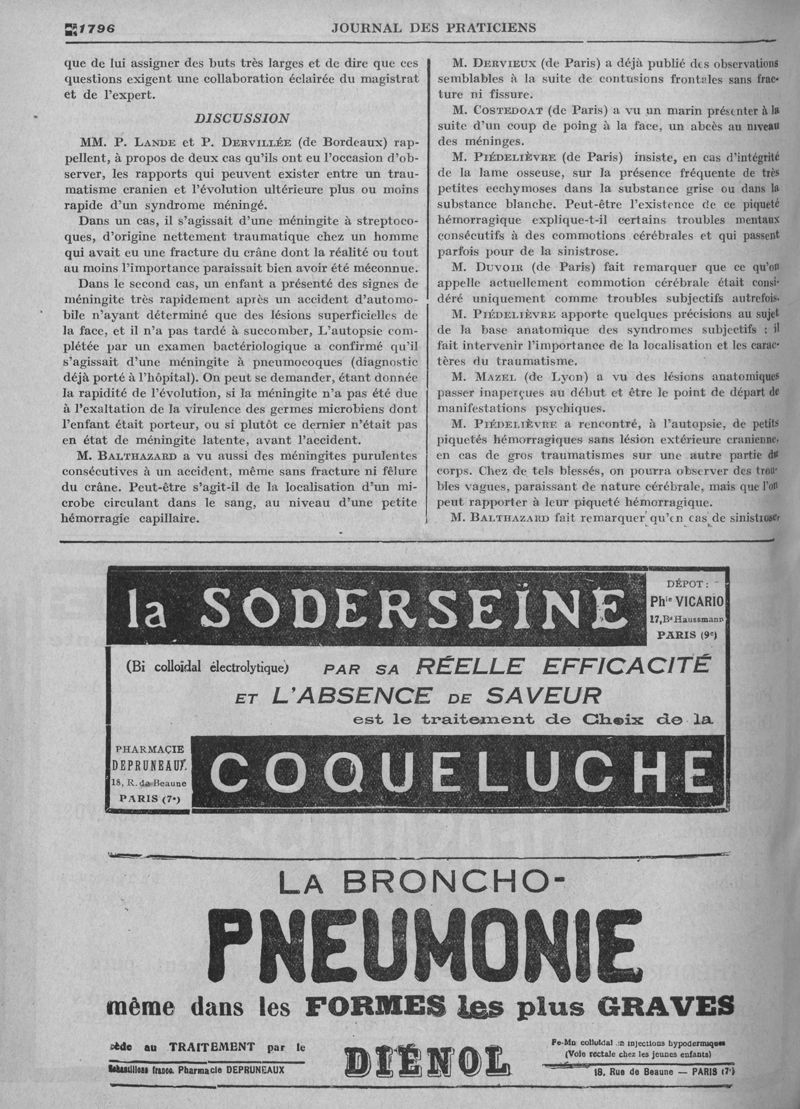 1796
JOURNAL DES PRATICIENS
que de lui assigner des buts très larges et de dire que ces
questions exigent une collaboration éclairée du magistrat
et de l'expert.
DISCUSSION
MM. P. LANDE et P. DERVILLÉE (de Bordeaux) rap-
pellent, à propos de deux cas qu'ils ont eu l'occasion d'ob-
server, les rapports qui peuvent exister entre un trau-
matisme cranien et l'évolution ultérieure plus ou moins
rapide d'un syndrome méningé.
Dans un cas, il s'agissait d'une méningite à streptoco-
ques, d'origine nettement traumatique chez un homme
qui avait eu une fracture du crâne dont la réalité ou tout
au moins l'importance paraissait bien avoir été méconnue.
Dans le second cas, un enfant a présenté des signes de
méningite très rapidement après un accident d'automo-
bile n'ayant déterminé que des lésions superficielles de
la face, et il n'a pas tardé à succomber, L'autopsie com-
plétée par un examen bactériologique a confirmé qu'il
s'agissait d'une méningite à pneumocoques (diagnostic
déjà porté à l'hôpital). On peut se demander, étant donnée
la rapidité de l'évolution, si la méningite n'a pas été due
à l'exaltation de la virulence des germes microbiens dont
l'enfant était porteur, ou si plutôt ce dernier n'était pas
en état de méningite latente, avant l'accident.
M. BALTHAZARD a vu aussi des méningites purulentes
consécutives à un accident, même sans fracture ni fêlure
du crâne. Peut-être s'agit-il de la localisation d'un mi-
crobe circulant dans le sang, au niveau d'une petite
hémorragie capillaire.
M. DERVIEUX (de Paris) a déjà publié des observations
semblables à la suite de contusions frontales sans frac-
ture ni fissure.
M. COSTEDOAT (de Paris) a vu un marin présenter à la
suite d'un coup de poing à la face, un abcès au niveau
des méninges.
M. PIÉDELIÈVRE (de Paris) insiste, en cas d'intégrité
de la lame osseuse, sur la présence fréquente de très
petites ecchymoses dans la substance grise ou dans la
substance blanche. Peut-être l'existence de ce piqueté
hémorragique explique-t-il certains troubles mentaux
consécutifs à des commotions cérébrales et qui passent
parfois pour de la sinistrose.
M. DUVOIR (de Paris) fait remarquer que ce qu'on
appelle actuellement commotion cérébrale était consi-
déré uniquement comme troubles subjectifs autrefois.
M. PIÉDELIÈVRE apporte quelques précisions au sujet
de la base anatomique des syndromes subjectifs : il
fait intervenir l'importance de la localisation et les carac-
tères du traumatisme.
M. MAZEL (de Lyon) a vu des lésions anatomiques
passer inaperçues au début et être le point de départ de
manifestations psychiques.
M. PIÉDELIÈVRE a rencontré, à l'autopsie, de petits
piquetés hémorragiques sans lésion extérieure cranienne,
en cas de gros traumatismes sur une autre partie du
corps. Chez de tels blessés, on pourra observer des trou-
bles vagues, paraissant de nature cérébrale, mais que l'on
peut rapporter à leur piqueté hémorragique.
M. BALTHAZARD fait remarquer qu'en cas de sinistrose,
la SODERSEÏNE
DÉPOT :
Phie VICARIO
17, Bd Haussmann
PARIS (9e)
(Bi colloïdal électrolytique) PAR SA RÉELLE EFFICACITÉ
ET L'ABSENCE DE SAVEUR
est le traitement de Choix de la
PHARMACIE
DEPRUNEAUX
18, R. de Beaune
PARIS (7e)
COQUELUCHE
LA BRONCHO-
PNEUMONIE
même dans les FORMES les plus GRAVES
cède au TRAITEMENT par le
Echantillons franco. Pharmacie DEPRUNEAUX
DIÉNOL
Fe-Mn colloïdal en injections hypodermiques
(Voie rectale chez les jeunes enfants)
18, Rue de Beaune — PARIS (7e)